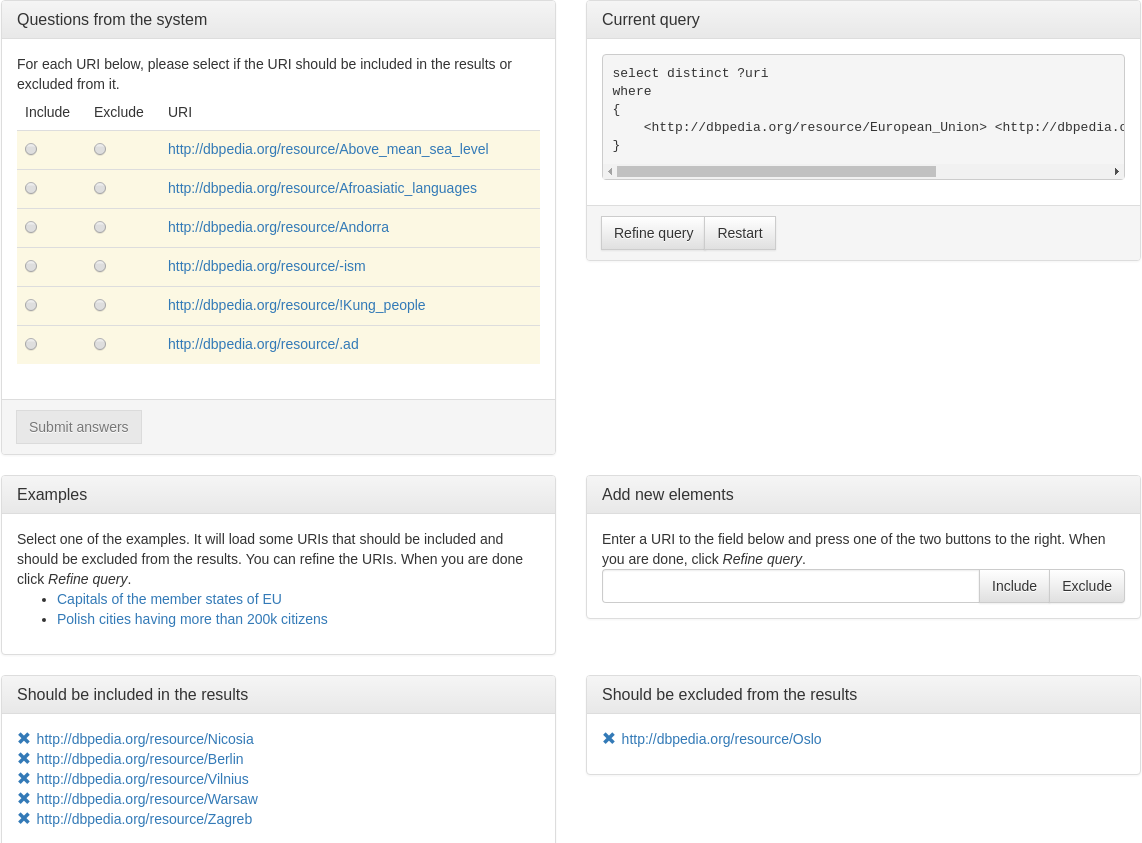 Questions from the system
For each URI below, please select if the URI should be included in the results or
excluded from it.
Include Exclude URI
http://dbpedia.org/resource/Above_mean_sea_level
http://dbpedia.org/resource/Afroasiatic_languages
http://dbpedia.org/resource/Andorra
http://dbpedia.org/resource/-ism
http://dbpedia.org/resource/!Kung_people
http://dbpedia.org/resource/.ad
Submit answers
Current query
select distinct ?uri
where
{
<http://dbpedia.org/resource/European_Union> <http://dbpedia.o
}
Refine query Restart
Examples
Select one of the examples. It will load some URIs that should be included and
should be excluded from the results. You can refine the URIs. When you are done
click Refine query.
• Capitals of the member states of EU
• Polish cities having more than 200k citizens
Add new elements
Enter a URI to the field below and press one of the two buttons to the right. When
you are done, click Refine query.
Include Exclude
Should be included in the results
http://dbpedia.org/resource/Nicosia
http://dbpedia.org/resource/Berlin
http://dbpedia.org/resource/Vilnius
http://dbpedia.org/resource/Warsaw
http://dbpedia.org/resource/Zagreb
Should be excluded from the results
http://dbpedia.org/resource/Oslo